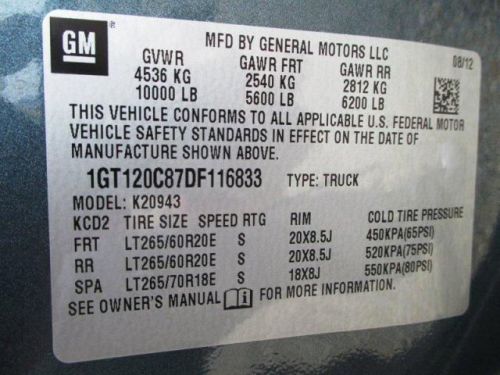 GM
MFD BY GENERAL MOTORS LLC
GVWR GAWR FRT GAWR RR 08/12
4536 KG 2540 KG 2812 KG
10000 LB 5600 LB 6200 LB
THIS VEHICLE CONFORMS TO ALL APPLICABLE U.S. FEDERAL MOTOR
VEHICLE SAFETY STANDARDS IN EFFECT ON THE DATE OF
MANUFACTURE SHOWN ABOVE.
1GT120C87DF116833 TYPE: TRUCK
MODEL: K20943
KCD2 TIRE SIZE SPEED RTG RIM COLD TIRE PRESSURE
FRT LT265/60R20E S 20X8.5J 450KPA(65PSI)
RR LT265/60R20E S 20X8.5J 520KPA(75PSI)
SPA LT265/70R18E S 18X8J 550KPA(80PSI)
SEE OWNER'S MANUAL FOR MORE INFORMATION.